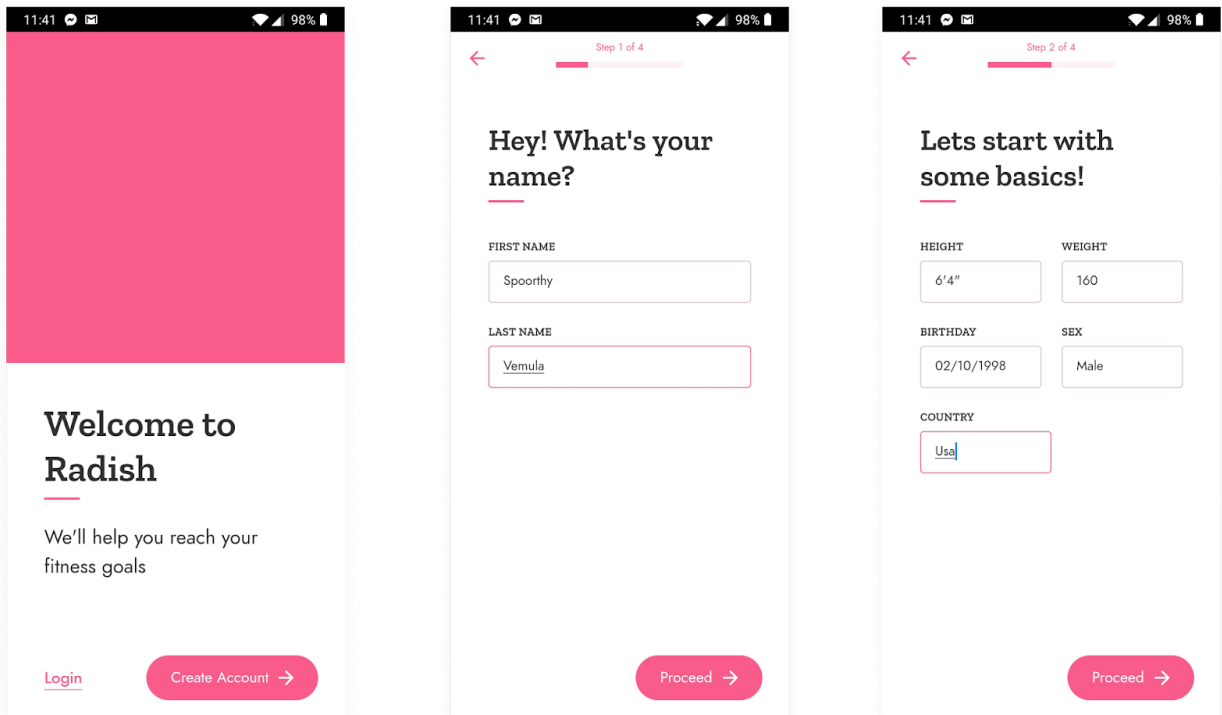 11:41 98%
Welcome to
Radish
We'll help you reach your
fitness goals
Login
Create Account
11:41 98%
Step 1 of 4
Hey! What's your
name?
FIRST NAME
Spoorthy
LAST NAME
Vemula
Proceed
11:41 98%
Step 2 of 4
Lets start with
some basics!
HEIGHT WEIGHT
6'4" 160
BIRTHDAY SEX
02/10/1998 Male
COUNTRY
Usa
Proceed